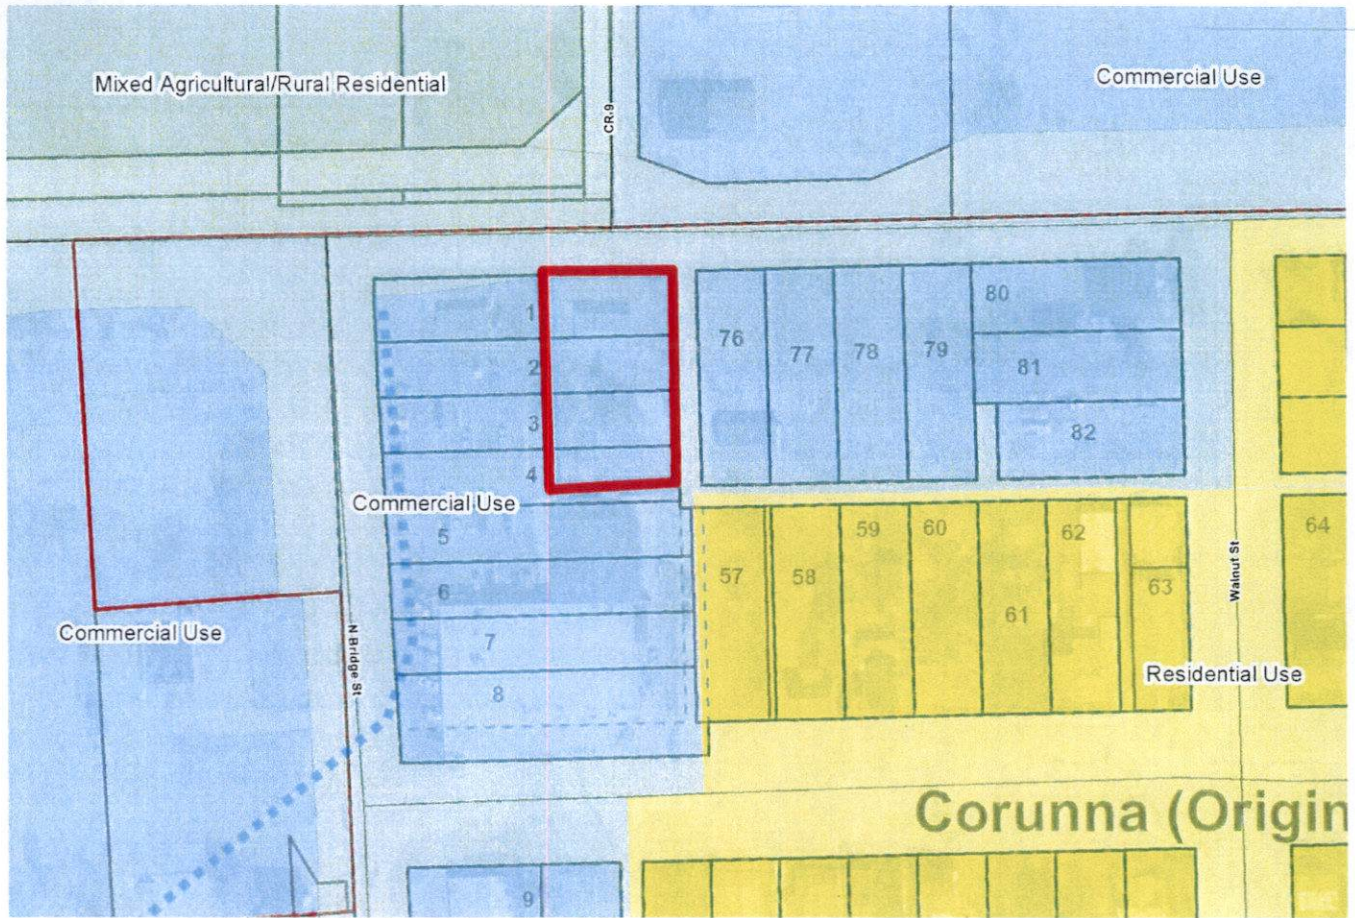 Mixed Agricultural/Rural Residential
Commercial Use
CR-9
1
2
3
4
76
77
78
79
80
81
82
Commercial Use
5
6
7
8
57
58
59
60
61
62
63
64
Walnut St
Commercial Use
N Bridge St
Residential Use
Corunna (Origin
9